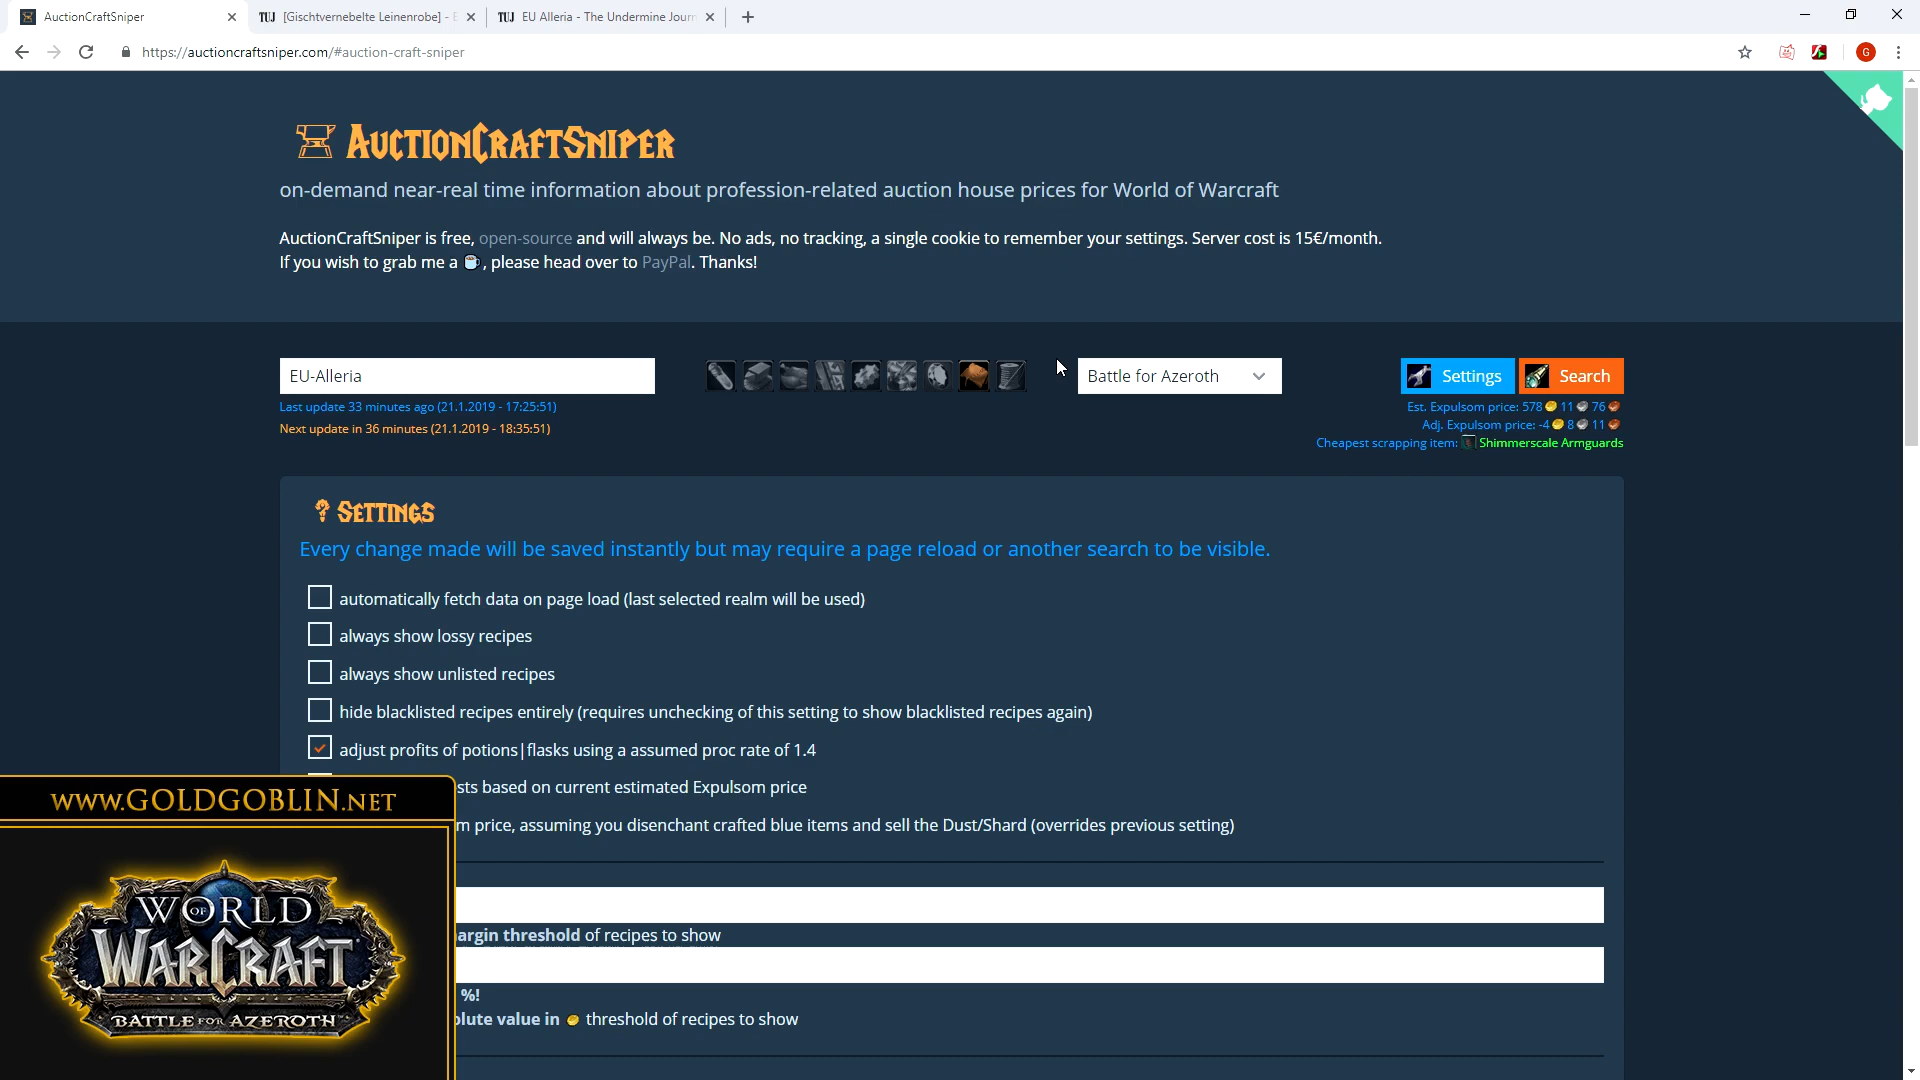 AuctionCraftSniper
TUJ [Gischtvernebelte Leinenrobe] - E
TUJ EU Alleria - The Undermine Journ
https://auctioncraftsniper.com/#auction-craft-sniper
G
AUCTIONCRAFTSNIPER
on-demand near-real time information about profession-related auction house prices for World of Warcraft
AuctionCraftSniper is free, open-source and will always be. No ads, no tracking, a single cookie to remember your settings. Server cost is 15€/month.
If you wish to grab me a , please head over to PayPal. Thanks!
EU-Alleria
Battle for Azeroth
Settings
Search
Last update 33 minutes ago (21.1.2019 - 17:25:51)
Next update in 36 minutes (21.1.2019 - 18:35:51)
Est. Expulsom price: 578 11 76
Adj. Expulsom price: -4 8 11
Cheapest scrapping item: Shimmerscale Armguards
SETTINGS
Every change made will be saved instantly but may require a page reload or another search to be visible.
automatically fetch data on page load (last selected realm will be used)
always show lossy recipes
always show unlisted recipes
hide blacklisted recipes entirely (requires unchecking of this setting to show blacklisted recipes again)
adjust profits of potions|flasks using a assumed proc rate of 1.4
sts based on current estimated Expulsom price
m price, assuming you disenchant crafted blue items and sell the Dust/Shard (overrides previous setting)
argin threshold of recipes to show
%!
olute value in threshold of recipes to show
WWW.GOLDGOBLIN.NET
WORLD
OF
WARCRAFT
BATTLE FOR AZEROTH